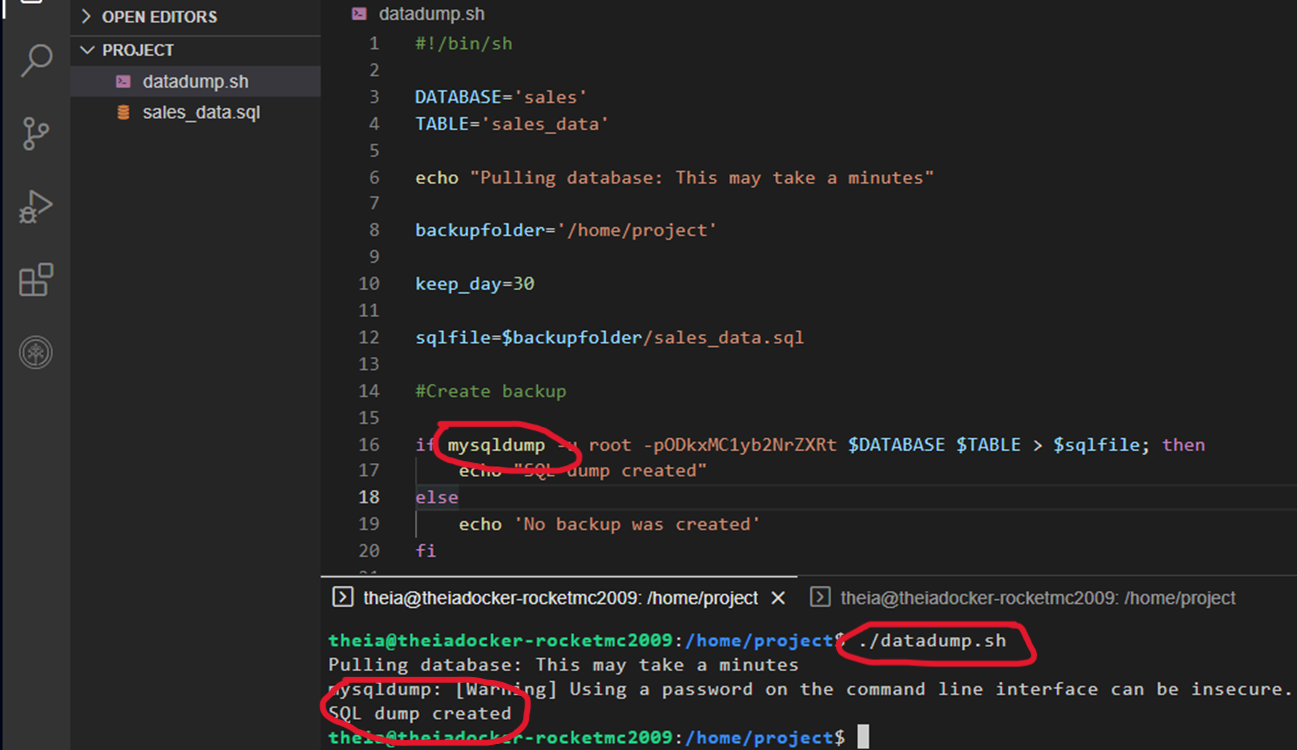 OPEN EDITORS
PROJECT
datadump.sh
sales_data.sql
datadump.sh
1 #!/bin/sh
2
3 DATABASE='sales'
4 TABLE='sales_data'
5
6 echo "Pulling database: This may take a minutes"
7
8 backupfolder='/home/project'
9
10 keep_day=30
11
12 sqlfile=$backupfolder/sales_data.sql
13
14 #Create backup
15
16 if mysqldump -u root -pODkxMC1yb2NrZXRt $DATABASE $TABLE > $sqlfile; then
17 echo "SQL dump created"
18 else
19 echo 'No backup was created'
20 fi
theia@theiadocker-rocketmc2009: /home/project
theia@theiadocker-rocketmc2009: /home/project
theia@theiadocker-rocketmc2009:/home/project$ ./datadump.sh
Pulling database: This may take a minutes
mysqldump: [Warning] Using a password on the command line interface can be insecure.
SQL dump created
theia@theiadocker-rocketmc2009:/home/project$